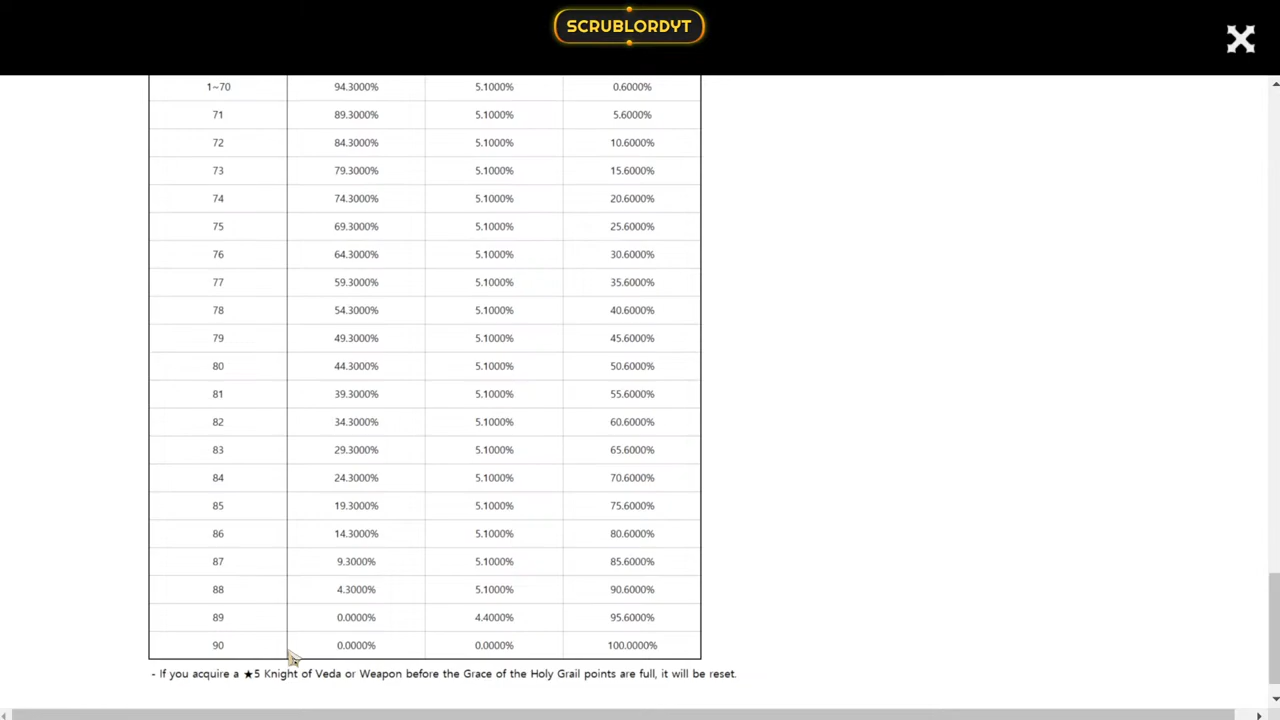 SCRUBLORDYT
1~70 94.3000% 5.1000% 0.6000%
71 89.3000% 5.1000% 5.6000%
72 84.3000% 5.1000% 10.6000%
73 79.3000% 5.1000% 15.6000%
74 74.3000% 5.1000% 20.6000%
75 69.3000% 5.1000% 25.6000%
76 64.3000% 5.1000% 30.6000%
77 59.3000% 5.1000% 35.6000%
78 54.3000% 5.1000% 40.6000%
79 49.3000% 5.1000% 45.6000%
80 44.3000% 5.1000% 50.6000%
81 39.3000% 5.1000% 55.6000%
82 34.3000% 5.1000% 60.6000%
83 29.3000% 5.1000% 65.6000%
84 24.3000% 5.1000% 70.6000%
85 19.3000% 5.1000% 75.6000%
86 14.3000% 5.1000% 80.6000%
87 9.3000% 5.1000% 85.6000%
88 4.3000% 5.1000% 90.6000%
89 0.0000% 4.4000% 95.6000%
90 0.0000% 0.0000% 100.0000%
- If you acquire a ★5 Knight of Veda or Weapon before the Grace of the Holy Grail points are full, it will be reset.